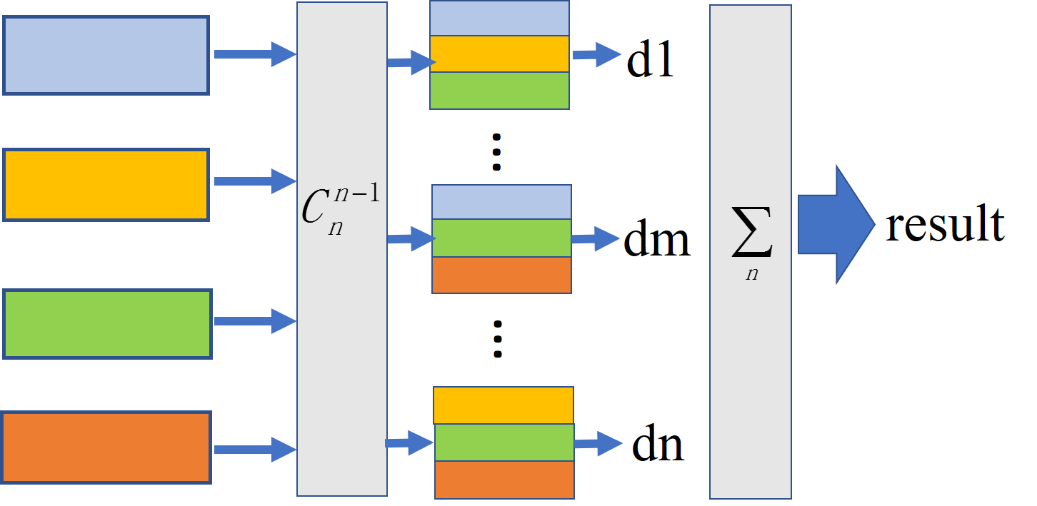 d1
C_n^{n-1}
dm
∑_n
result
dn